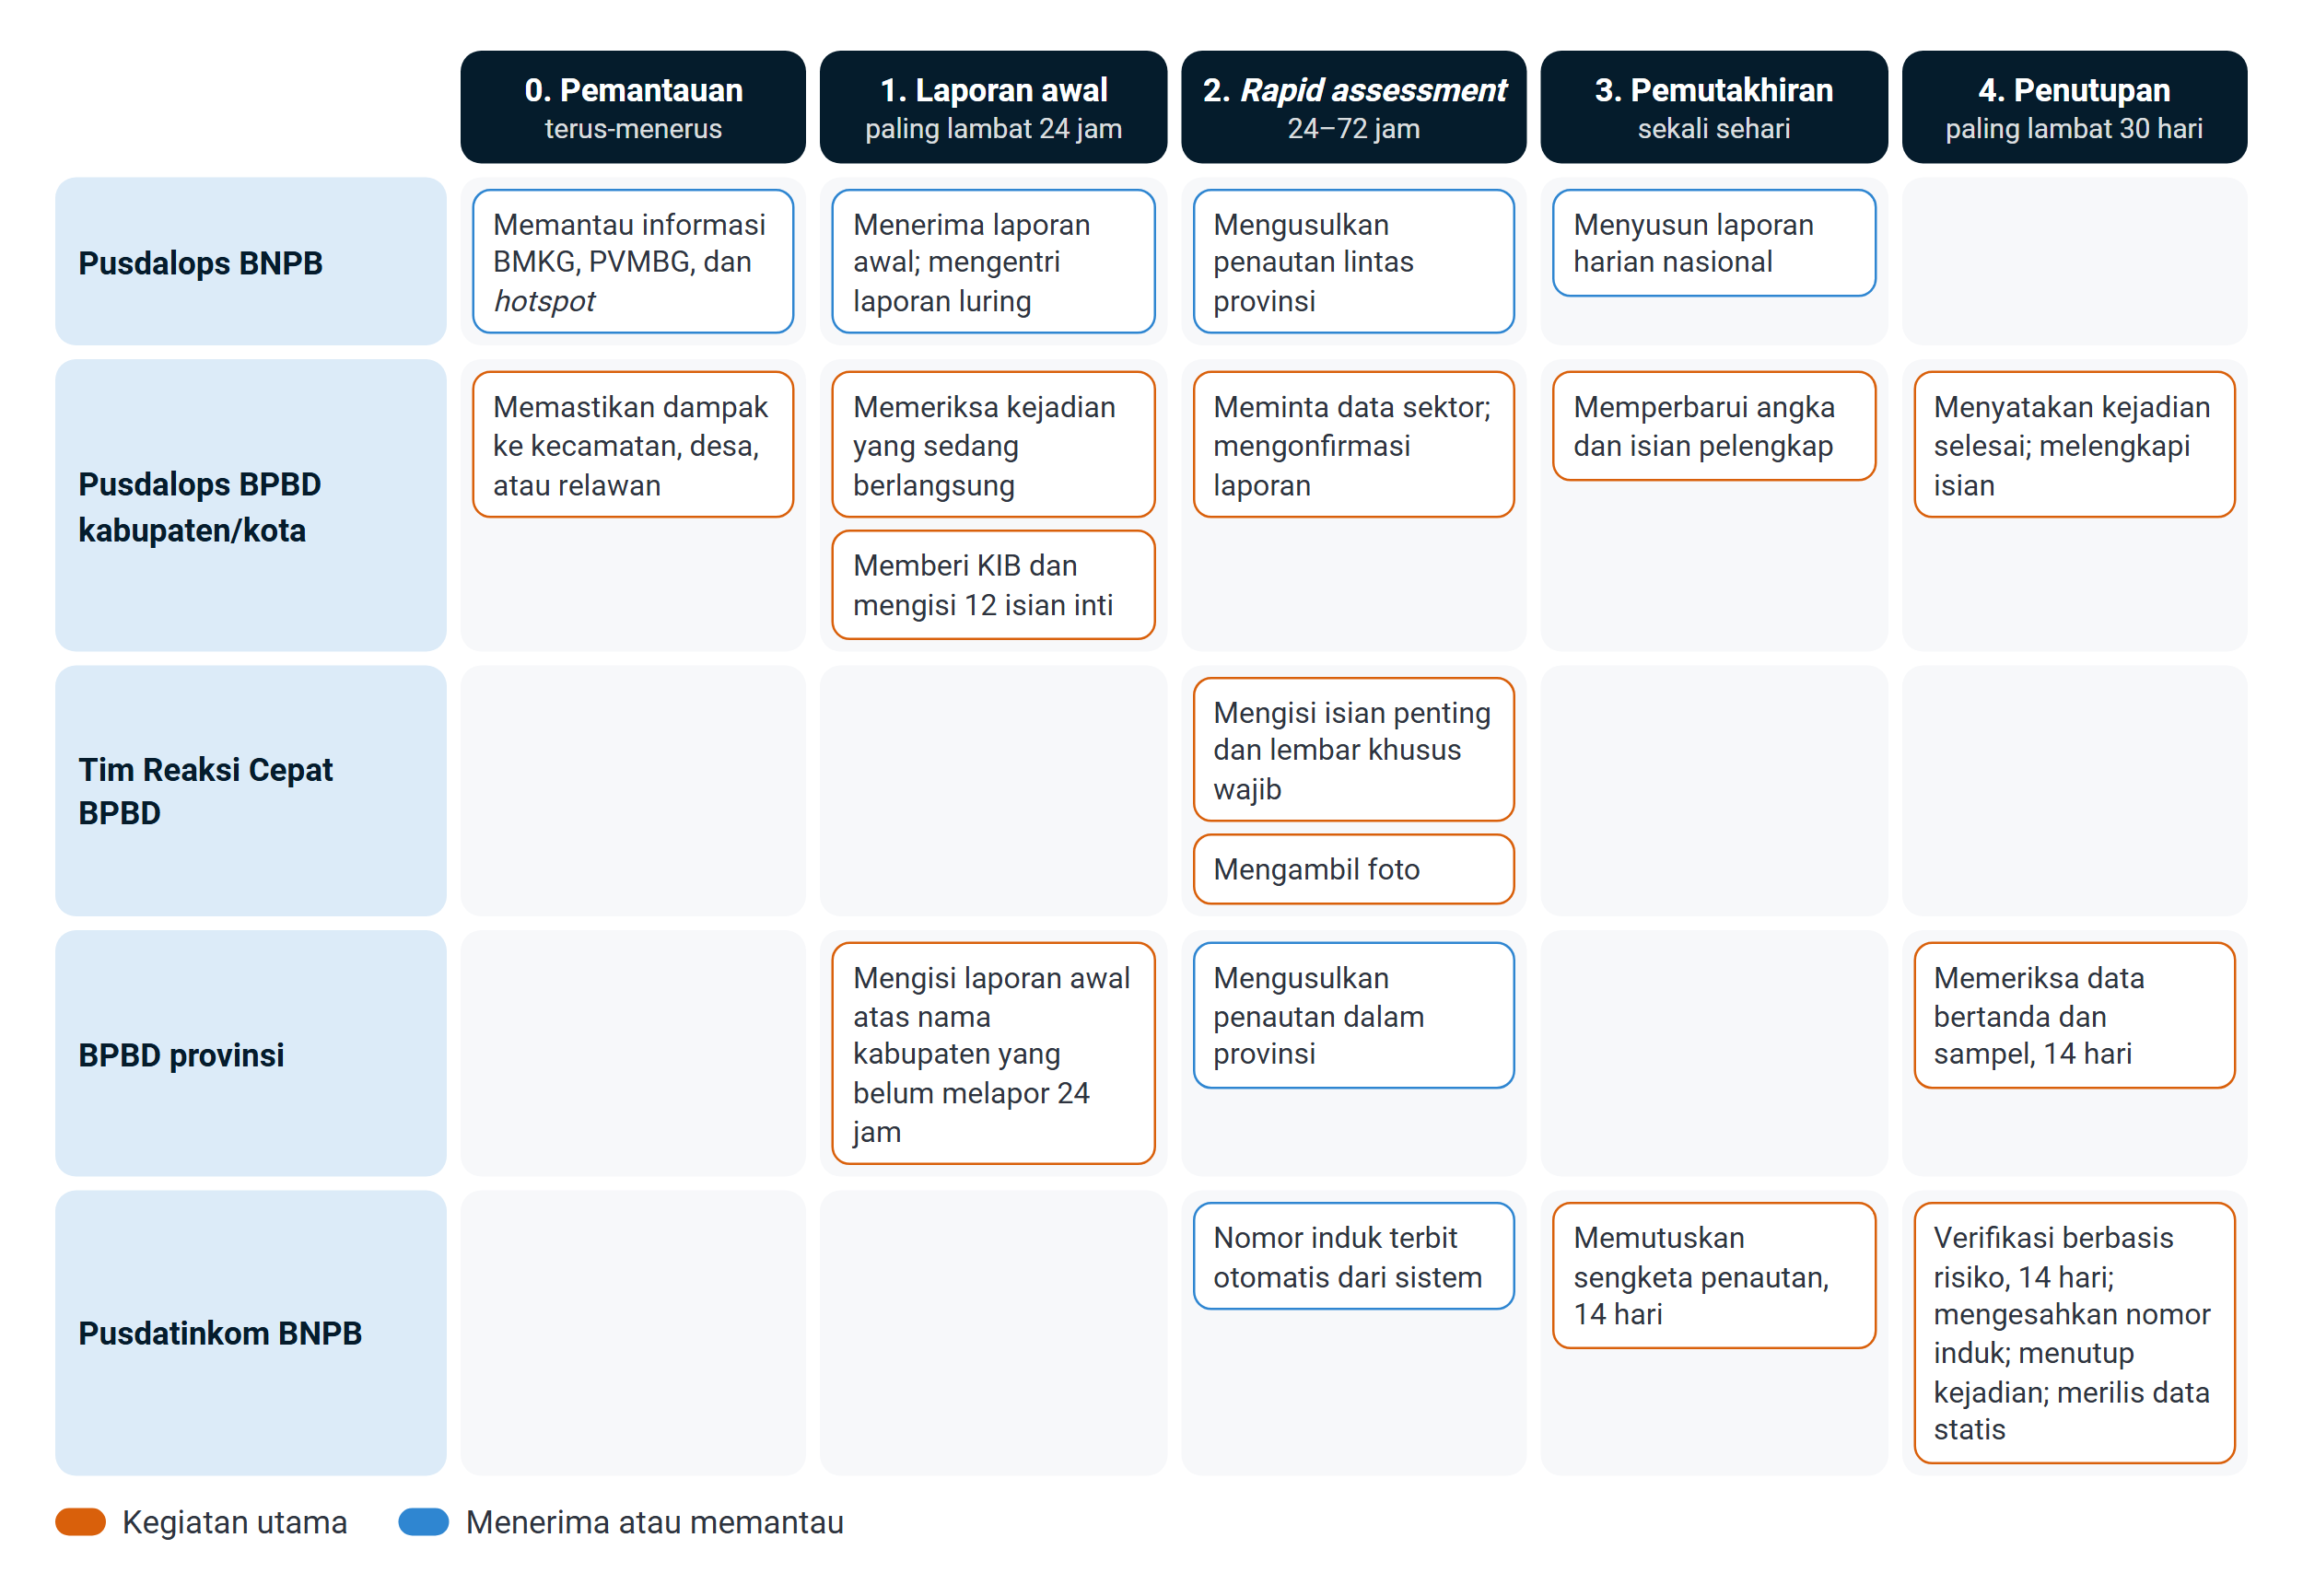 0. Pemantauan
terus-menerus
1. Laporan awal
paling lambat 24 jam
2. Rapid assessment
24–72 jam
3. Pemutakhiran
sekali sehari
4. Penutupan
paling lambat 30 hari
Pusdalops BNPB
Memantau informasi
BMKG, PVMBG, dan
hotspot
Menerima laporan
awal; mengentri
laporan luring
Mengusulkan
penautan lintas
provinsi
Menyusun laporan
harian nasional
Pusdalops BPBD
kabupaten/kota
Memastikan dampak
ke kecamatan, desa,
atau relawan
Memeriksa kejadian
yang sedang
berlangsung
Memberi KIB dan
mengisi 12 isian inti
Meminta data sektor;
mengonfirmasi
laporan
Memperbarui angka
dan isian pelengkap
Menyatakan kejadian
selesai; melengkapi
isian
Tim Reaksi Cepat
BPBD
Mengisi isian penting
dan lembar khusus
wajib
Mengambil foto
BPBD provinsi
Mengisi laporan awal
atas nama
kabupaten yang
belum melapor 24
jam
Mengusulkan
penautan dalam
provinsi
Memeriksa data
bertanda dan
sampel, 14 hari
Pusdatinkom BNPB
Nomor induk terbit
otomatis dari sistem
Memutuskan
sengketa penautan,
14 hari
Verifikasi berbasis
risiko, 14 hari;
mengesahkan nomor
induk; menutup
kejadian; merilis data
statis
Kegiatan utama
Menerima atau memantau